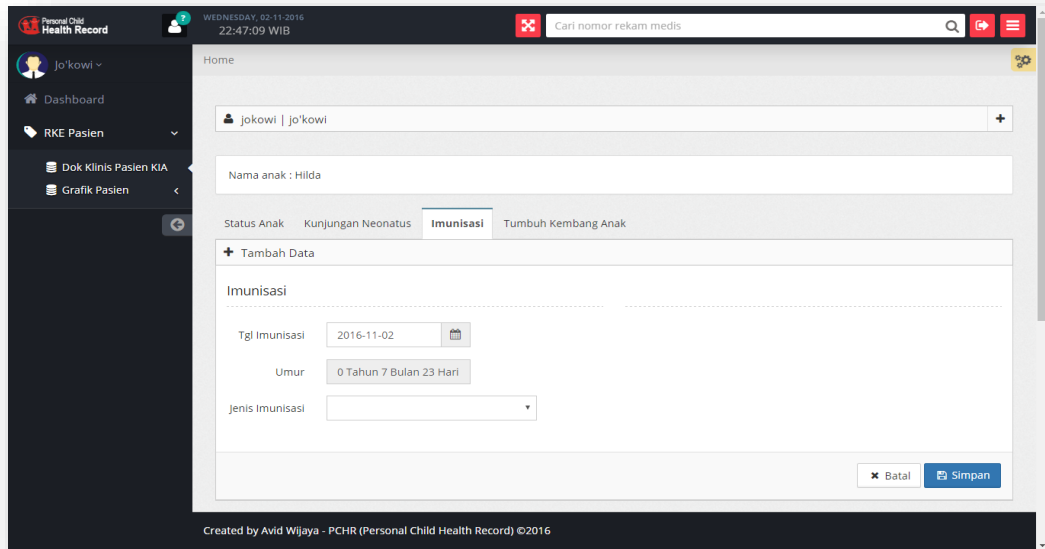 Personal Child
Health Record
?
WEDNESDAY, 02-11-2016
22:47:09 WIB
Cari nomor rekam medis
Jo'kowi
Home
Dashboard
RKE Pasien
Dok Klinis Pasien KIA
Grafik Pasien
jokowi | jo'kowi
Nama anak : Hilda
Status Anak Kunjungan Neonatus Imunisasi Tumbuh Kembang Anak
Tambah Data
Imunisasi
Tgl Imunisasi 2016-11-02
Umur 0 Tahun 7 Bulan 23 Hari
Jenis Imunisasi
Batal Simpan
Created by Avid Wijaya - PCHR (Personal Child Health Record) ©2016